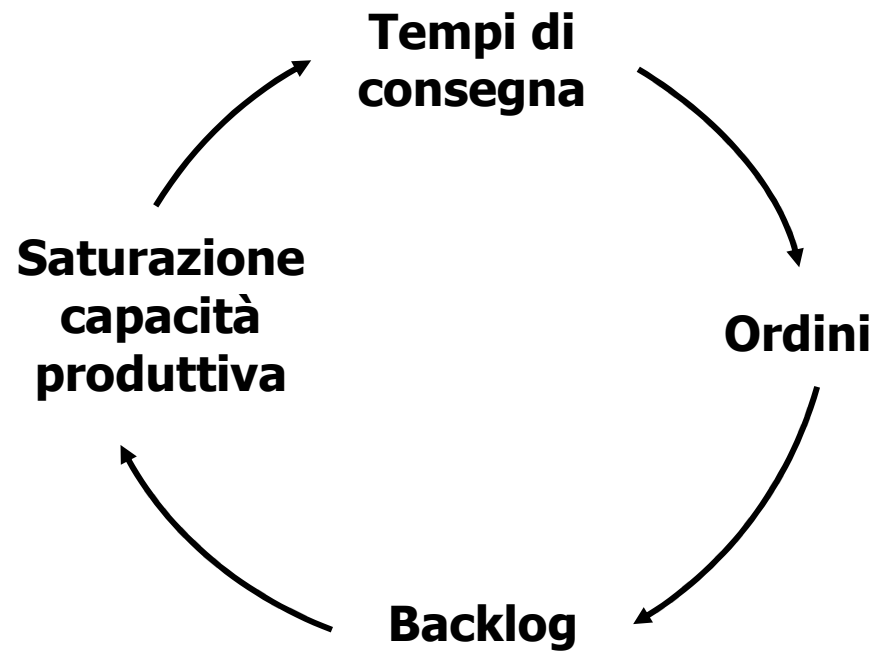 Tempi di
consegna
Saturazione
capacità
produttiva
Ordini
Backlog